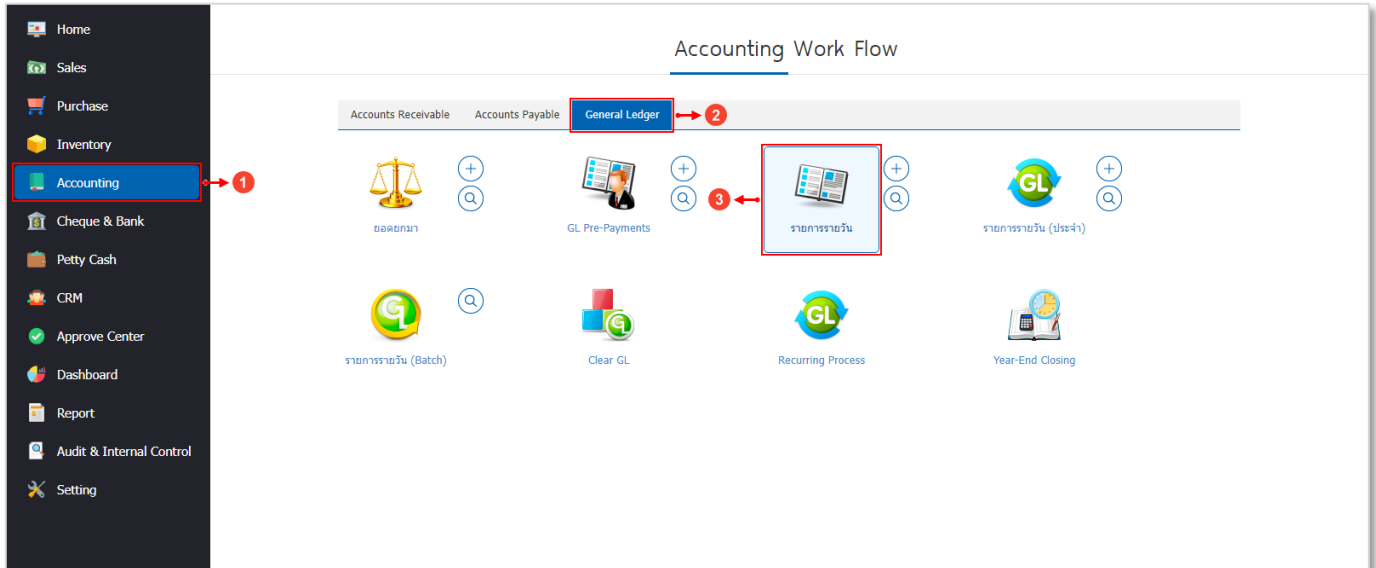 Home
Sales
Purchase
Inventory
Accounting
1
Cheque & Bank
Petty Cash
CRM
Approve Center
Dashboard
Report
Audit & Internal Control
Setting
Accounting Work Flow
Accounts Receivable Accounts Payable General Ledger 2
3
ยอดยกมา GL Pre-Payments รายการรายวัน รายการรายวัน (ประจำ)
รายการรายวัน (Batch) Clear GL Recurring Process Year-End Closing